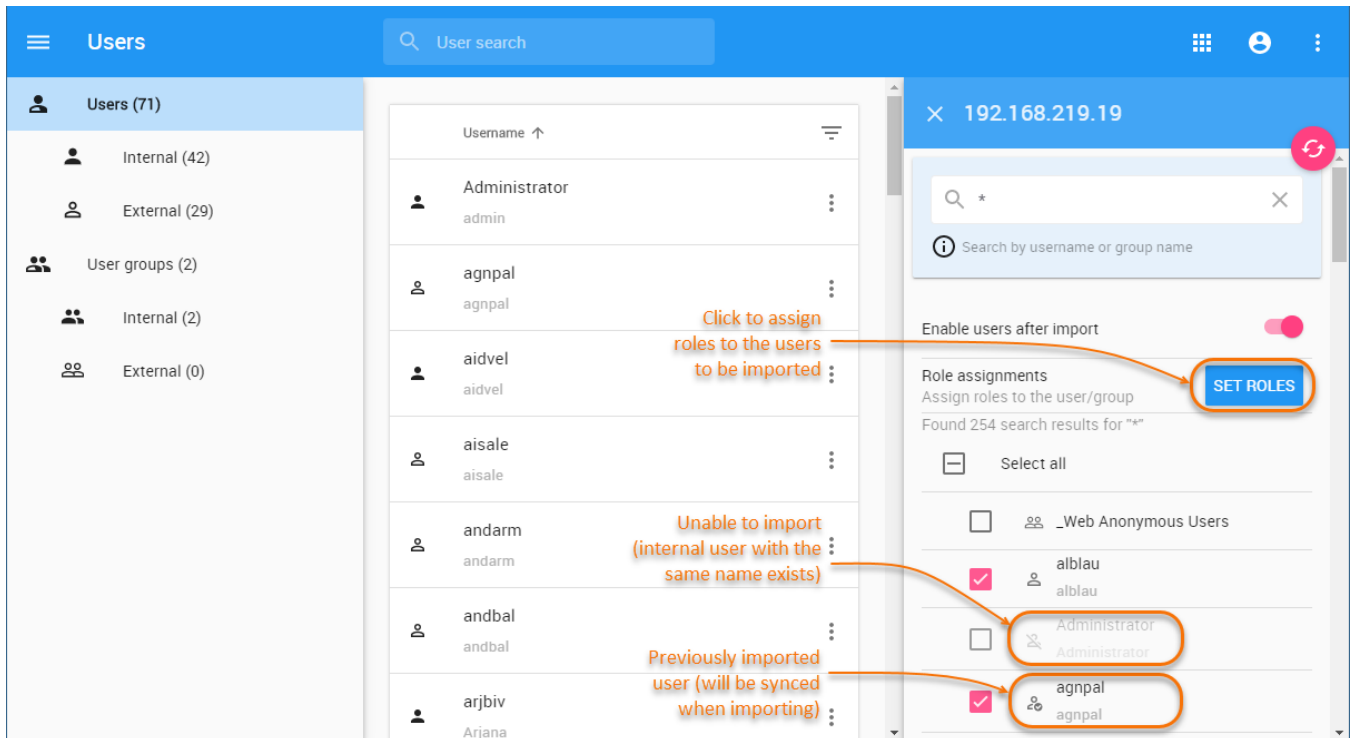 Users
User search
Users (71)
Internal (42)
External (29)
User groups (2)
Internal (2)
External (0)
Username
Administrator
admin
agnpal
agnpal
aidvel
aidvel
aisale
aisale
andarm
andarm
andbal
andbal
arjbiv
Arjana
Click to assign
roles to the users
to be imported
Unable to import
(internal user with the
same name exists)
Previously imported
user (will be synced
when importing)
192.168.219.19
*
Search by username or group name
Enable users after import
Role assignments
Assign roles to the user/group
SET ROLES
Found 254 search results for "*"
Select all
_Web Anonymous Users
alblau
alblau
Administrator
Administrator
agnpal
agnpal